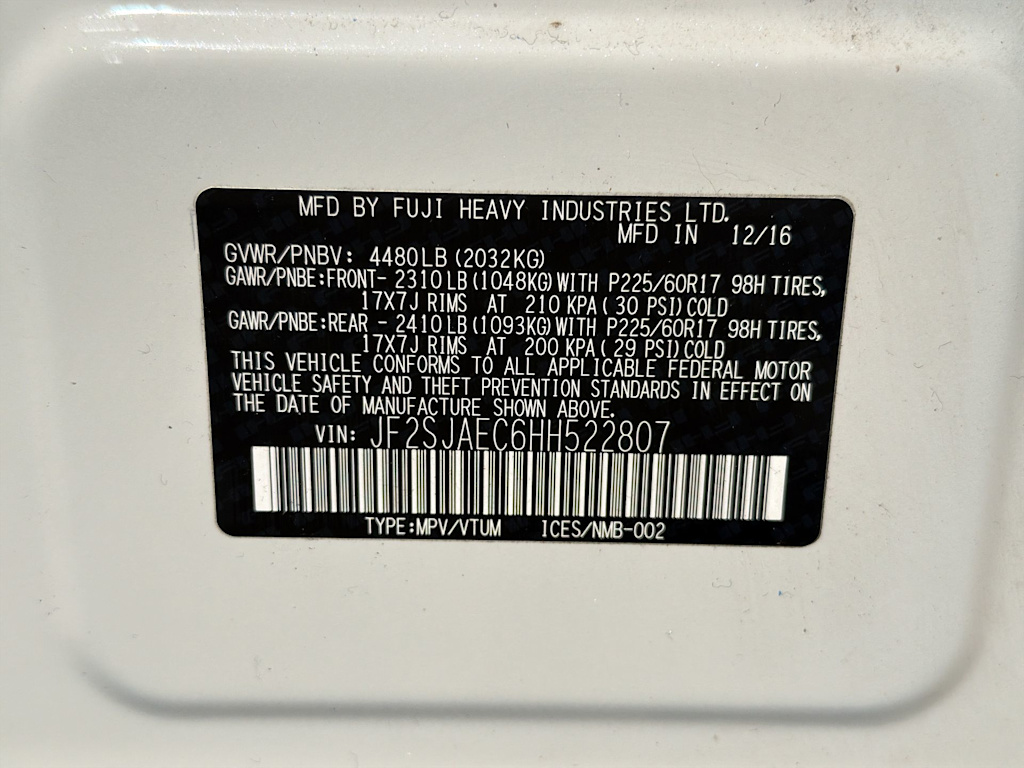 MFD BY FUJI HEAVY INDUSTRIES LTD.
MFD IN 12/16
GVWR/PNBV: 4480LB (2032KG)
GAWR/PNBE:FRONT- 2310LB (1048KG) WITH P225/60R17 98H TIRES,
17X7J RIMS AT 210 KPA ( 30 PSI) COLD
GAWR/PNBE:REAR - 2410LB (1093KG) WITH P225/60R17 98H TIRES,
17X7J RIMS AT 200 KPA ( 29 PSI) COLD
THIS VEHICLE CONFORMS TO ALL APPLICABLE FEDERAL MOTOR
VEHICLE SAFETY AND THEFT PREVENTION STANDARDS IN EFFECT ON
THE DATE OF MANUFACTURE SHOWN ABOVE.
VIN: JF2SJAEC6HH522807
TYPE:MPV/VTUM ICES/NMB-002